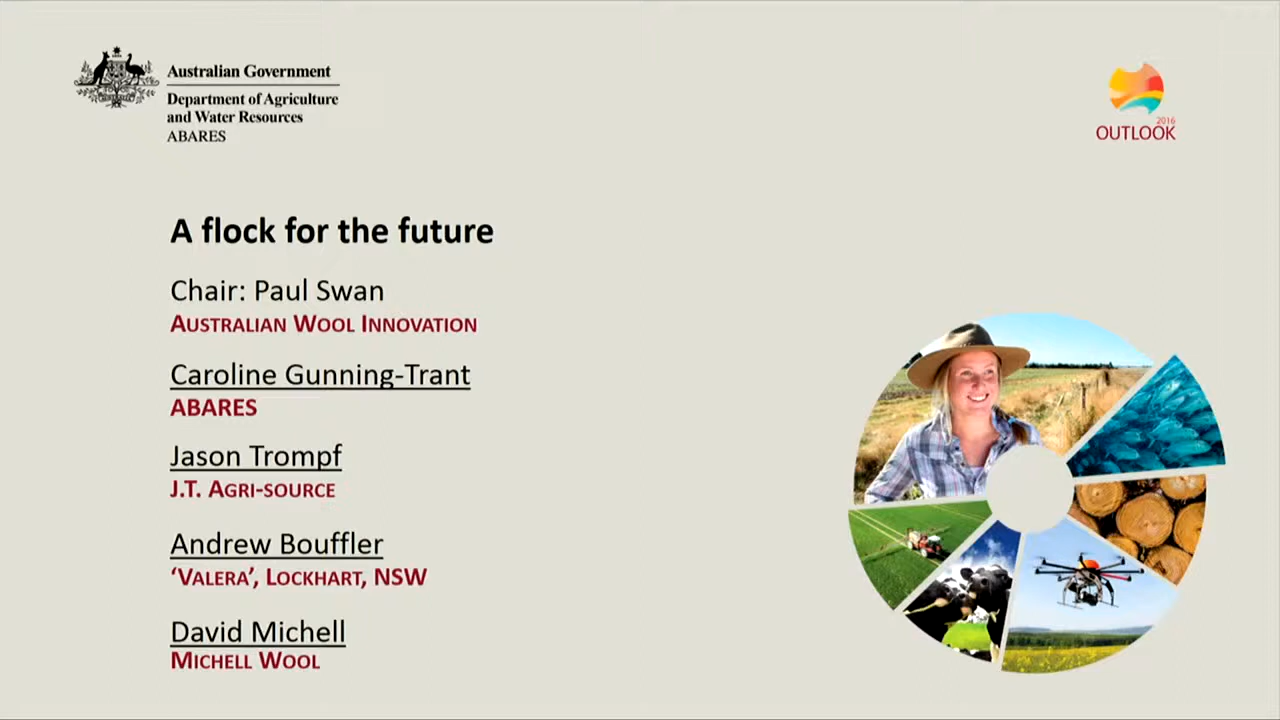 Australian Government
Department of Agriculture
and Water Resources
ABARES
2016
OUTLOOK
A flock for the future
Chair: Paul Swan
AUSTRALIAN WOOL INNOVATION
Caroline Gunning-Trant
ABARES
Jason Trompf
J.T. AGRI-SOURCE
Andrew Bouffler
‘VALERA’, LOCKHART, NSW
David Michell
MICHELL WOOL